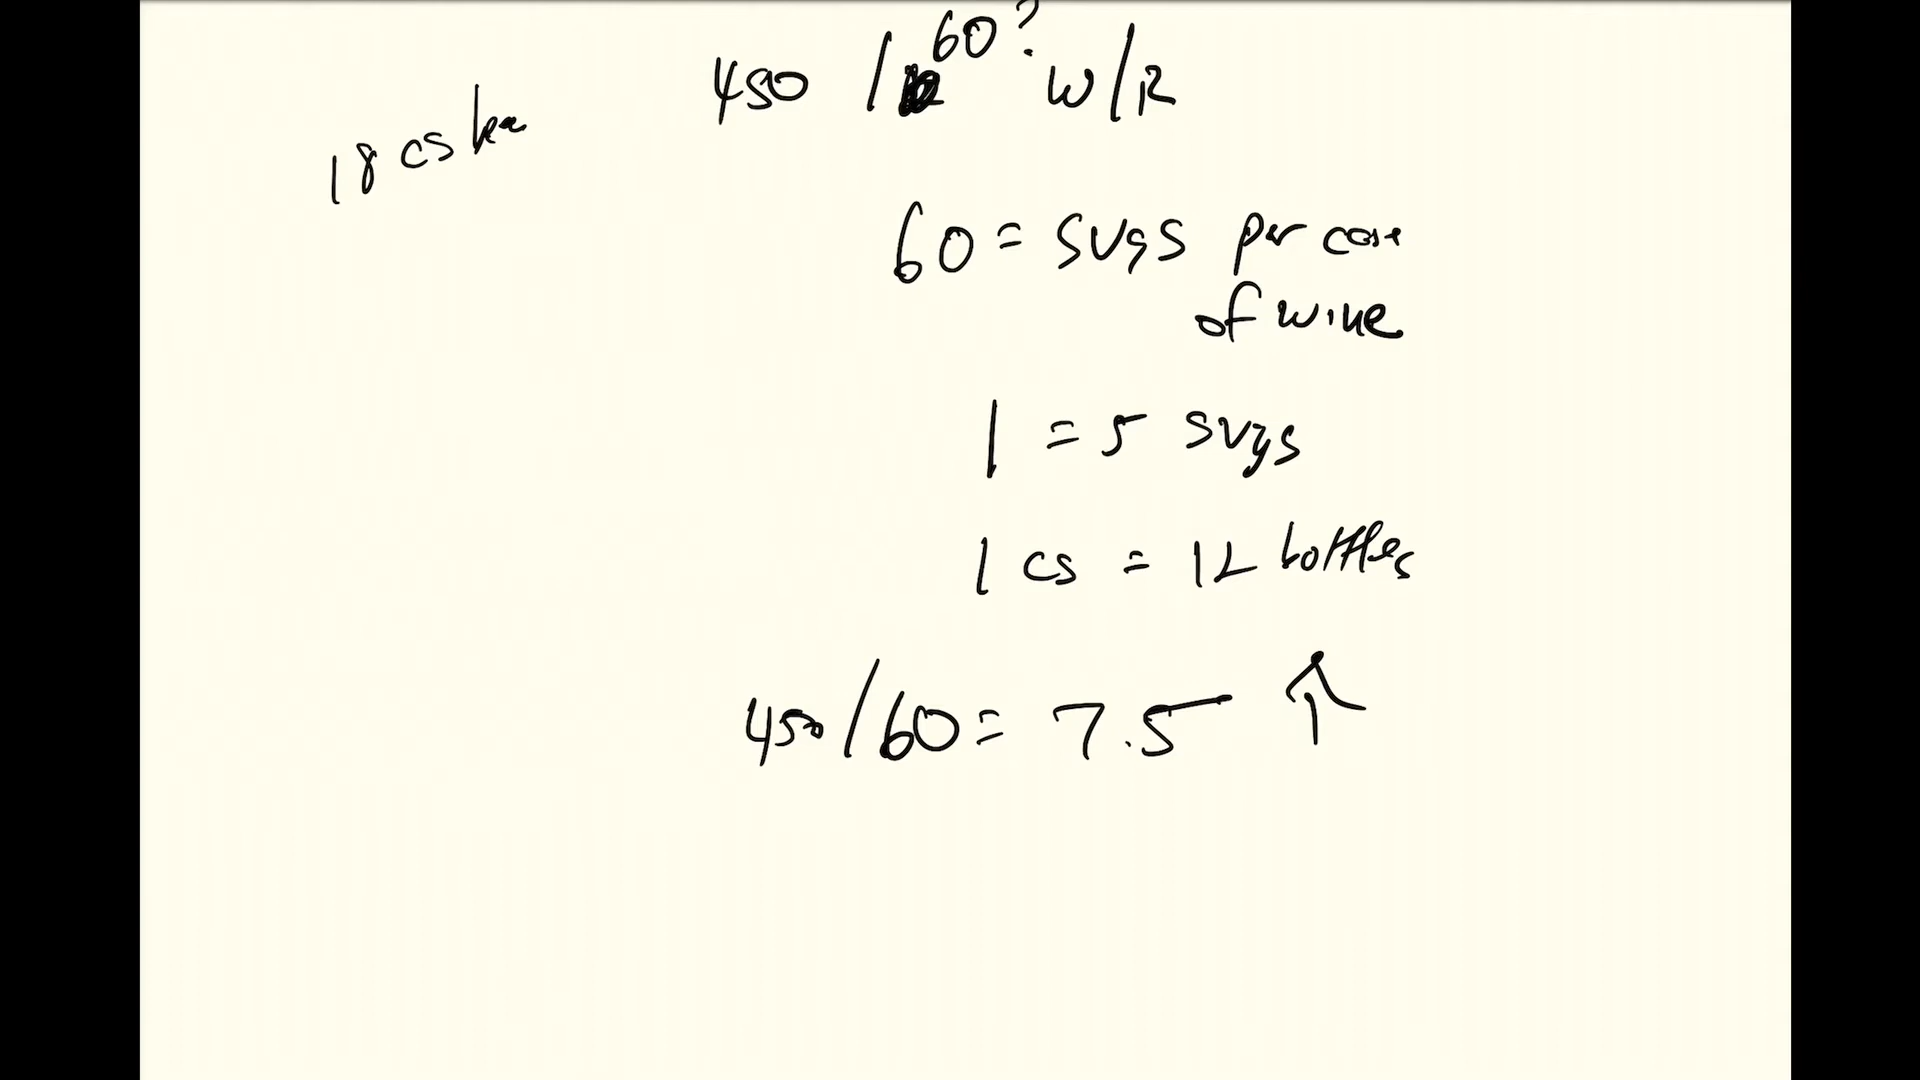 450 / 60? W/R
18 cs
60 = svgs per case
of wine
1 = 5 svgs
1 cs = 12 bottles
450/60 = 7.5 ↑